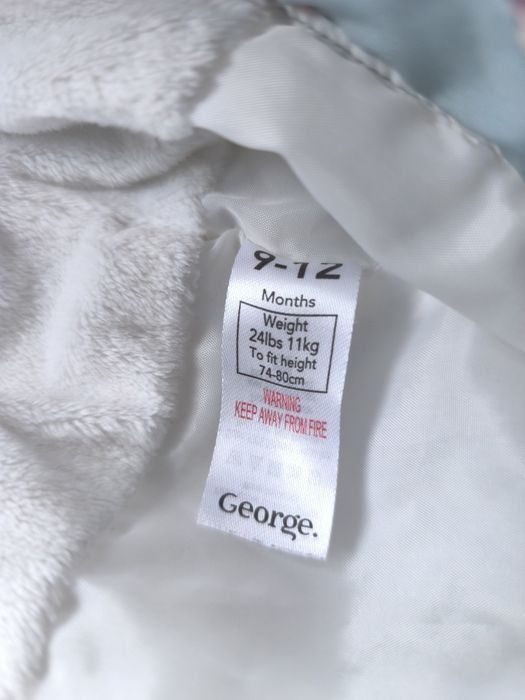 9-12
Months
Weight
24lbs 11kg
To fit height
74-80cm
WARNING
KEEP AWAY FROM FIRE
George.